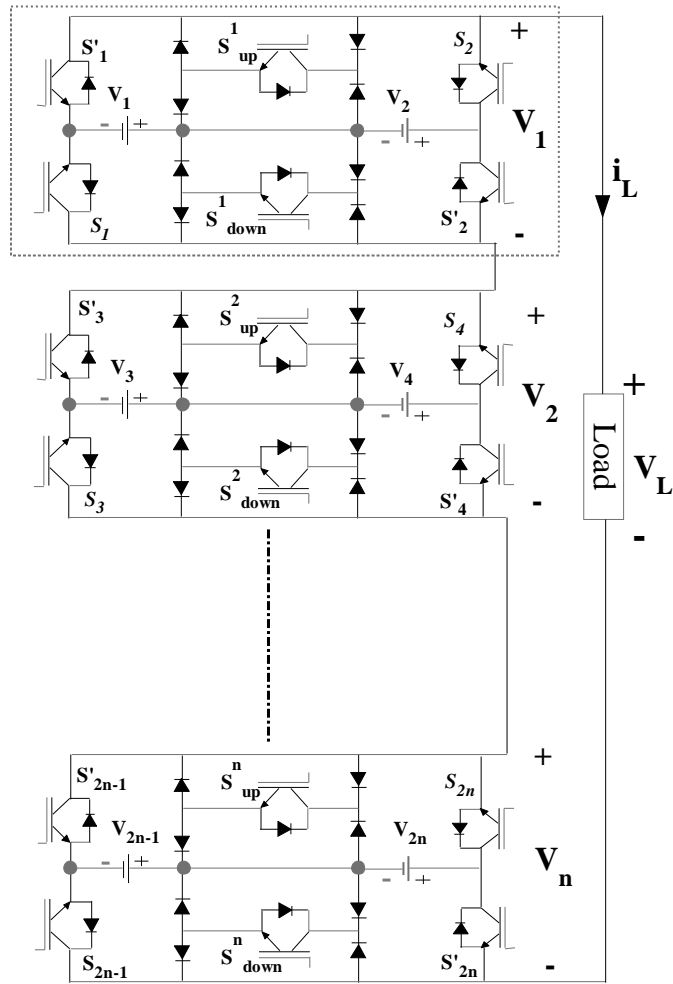 S'1 S1up S2 +
V1 - + V2 - + V1
S1 S1down S'2 -
iL
S'3 S2up S4 +
V3 - + V4 - + V2
S3 S2down S'4 -
+
Load VL
-
S'2n-1 Snup S2n +
V2n-1 - + V2n - + Vn
S2n-1 Sndown S'2n -